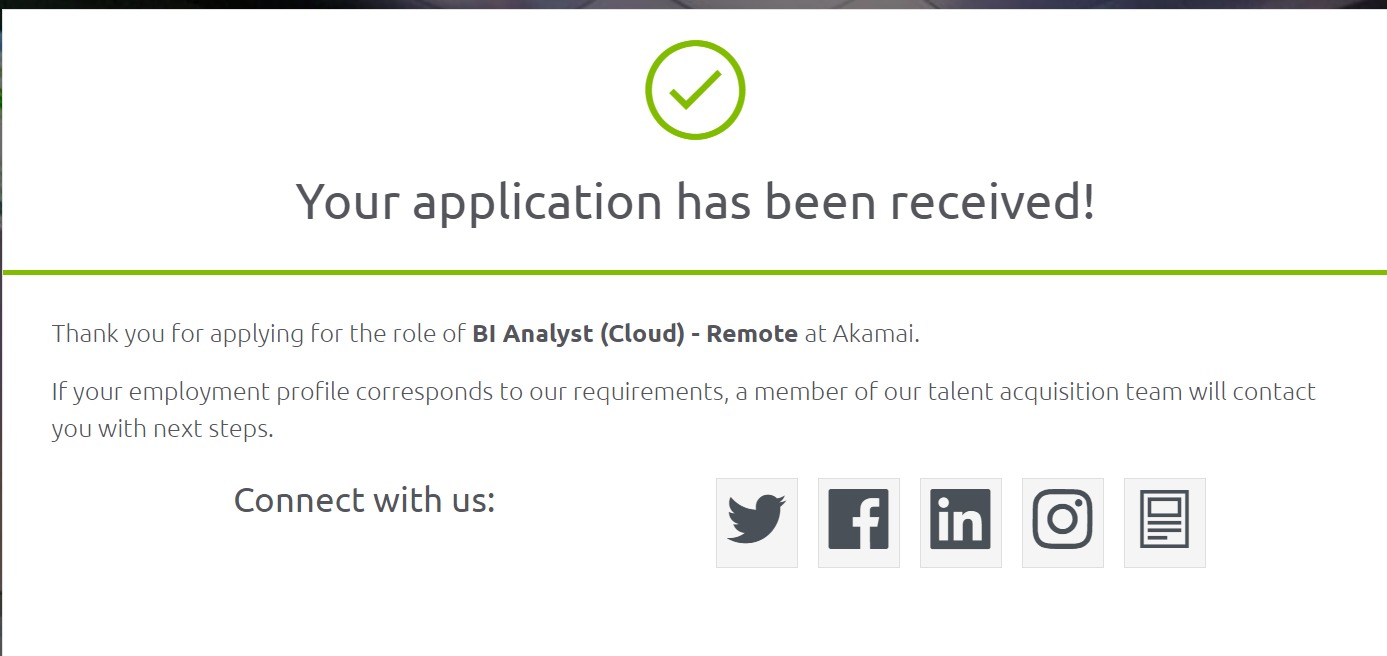 Your application has been received!
Thank you for applying for the role of BI Analyst (Cloud) - Remote at Akamai.
If your employment profile corresponds to our requirements, a member of our talent acquisition team will contact
you with next steps.
Connect with us: